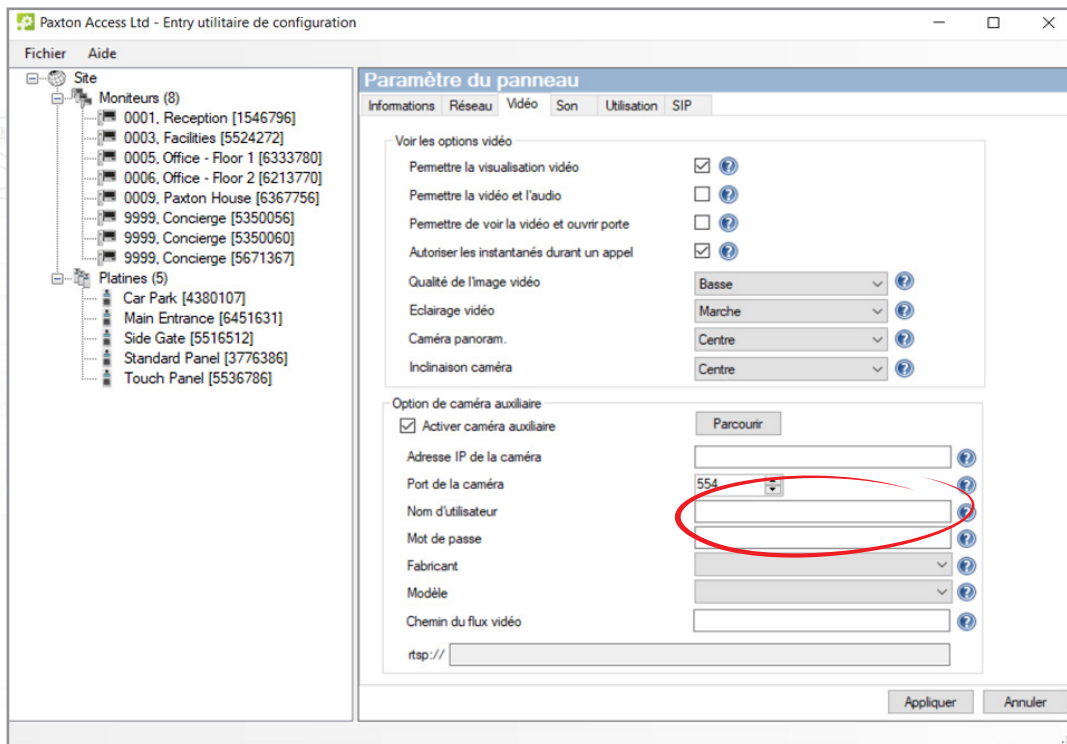 Paxton Access Ltd - Entry utilitaire de configuration
Fichier Aide
Site
Moniteurs (8)
0001, Reception [1546796]
0003, Facilities [5524272]
0005, Office - Floor 1 [6333780]
0006, Office - Floor 2 [6213770]
0009, Paxton House [6367756]
9999, Concierge [5350056]
9999, Concierge [5350060]
9999, Concierge [5671367]
Platines (5)
Car Park [4380107]
Main Entrance [6451631]
Side Gate [5516512]
Standard Panel [3776386]
Touch Panel [5536786]
Paramètre du panneau
Informations Réseau Vidéo Son Utilisation SIP
Voir les options vidéo
Permettre la visualisation vidéo
Permettre la vidéo et l'audio
Permettre de voir la vidéo et ouvrir porte
Autoriser les instantanés durant un appel
Qualité de l'image vidéo Basse
Eclairage vidéo Marche
Caméra panoram. Centre
Inclinaison caméra Centre
Option de caméra auxiliaire
Activer caméra auxiliaire Parcourir
Adresse IP de la caméra
Port de la caméra 554
Nom d'utilisateur
Mot de passe
Fabricant
Modèle
Chemin du flux vidéo
rtsp://
Appliquer Annuler